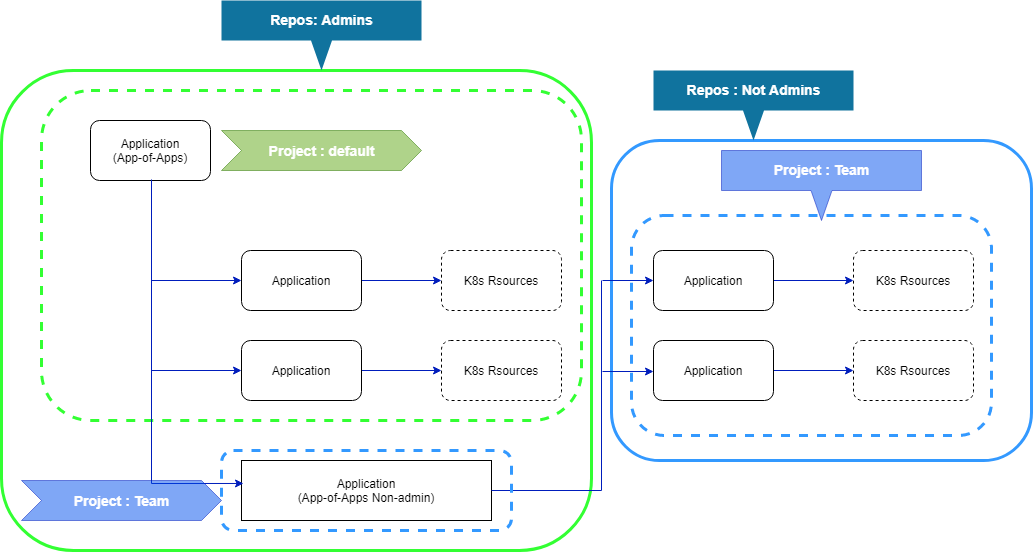 Repos: Admins
Repos : Not Admins
Application
(App-of-Apps)
Project : default
Project : Team
Application
K8s Rsources
Application
K8s Rsources
Application
K8s Rsources
Application
K8s Rsources
Project : Team
Application
(App-of-Apps Non-admin)